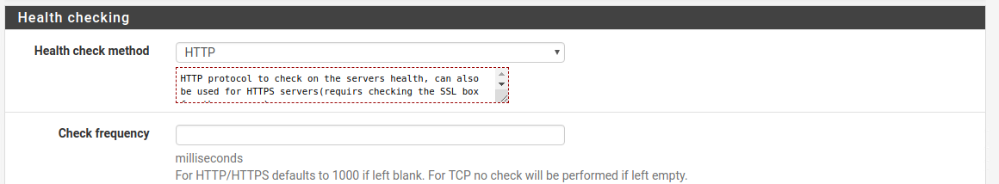 Health checking
Health check method
HTTP
HTTP protocol to check on the servers health, can also
be used for HTTPS servers(requirs checking the SSL box
Check frequency
milliseconds
For HTTP/HTTPS defaults to 1000 if left blank. For TCP no check will be performed if left empty.